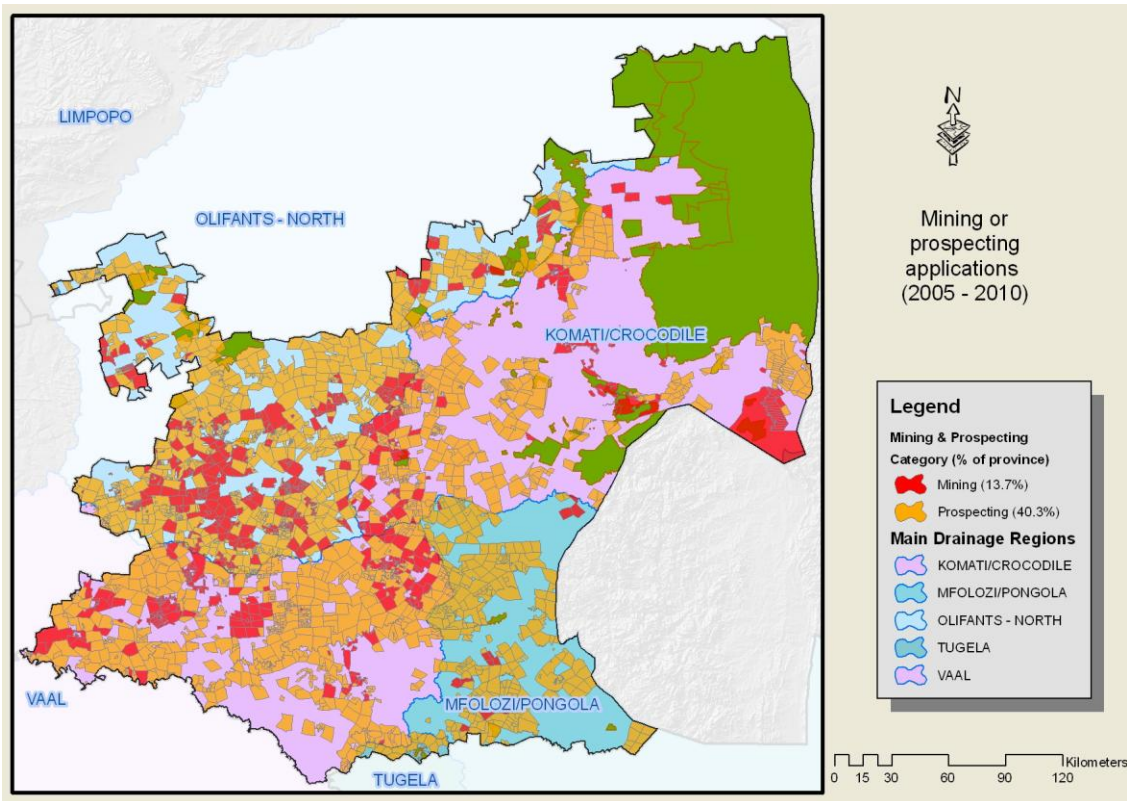 LIMPOPO
OLIFANTS - NORTH
KOMATI/CROCODILE
VAAL
MFOLOZI/PONGOLA
TUGELA
N
Mining or
prospecting
applications
(2005 - 2010)
Legend
Mining & Prospecting
Category (% of province)
Mining (13.7%)
Prospecting (40.3%)
Main Drainage Regions
KOMATI/CROCODILE
MFOLOZI/PONGOLA
OLIFANTS - NORTH
TUGELA
VAAL
Kilometers
0 15 30 60 90 120